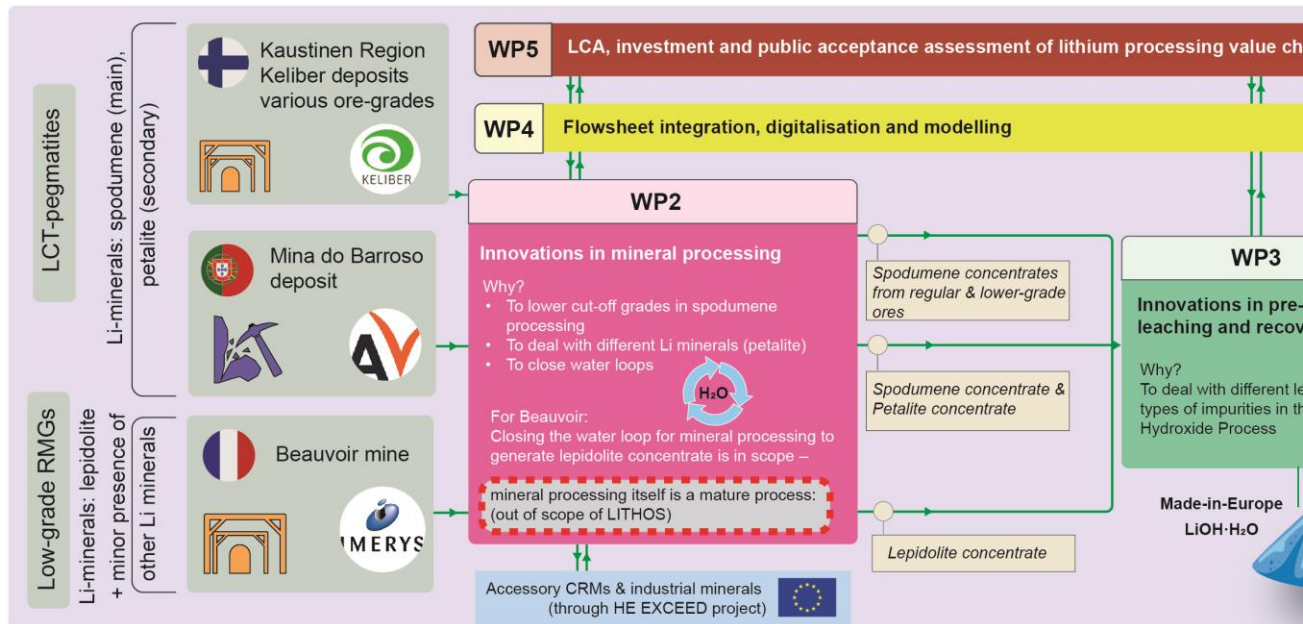 LCT-pegmatites
Li-minerals: spodumene (main),
petalite (secondary)
Kaustinen Region
Keliber deposits
various ore-grades
KELIBER
Mina do Barroso
deposit
AV
Low-grade RMGs
Li-minerals: lepidolite
+ minor presence of
other Li minerals
Beauvoir mine
IMERYS
WP5
LCA, investment and public acceptance assessment of lithium processing value ch
WP4
Flowsheet integration, digitalisation and modelling
WP2
Innovations in mineral processing
Why?
• To lower cut-off grades in spodumene
processing
• To deal with different Li minerals (petalite)
• To close water loops
H₂O
For Beauvoir:
Closing the water loop for mineral processing to
generate lepidolite concentrate is in scope –
mineral processing itself is a mature process:
(out of scope of LITHOS)
Accessory CRMs & industrial minerals
(through HE EXCEED project)
Spodumene concentrates
from regular & lower-grade
ores
Spodumene concentrate &
Petalite concentrate
Lepidolite concentrate
WP3
Innovations in pre-
leaching and recov
Why?
To deal with different le
types of impurities in th
Hydroxide Process
Made-in-Europe
LiOH·H₂O